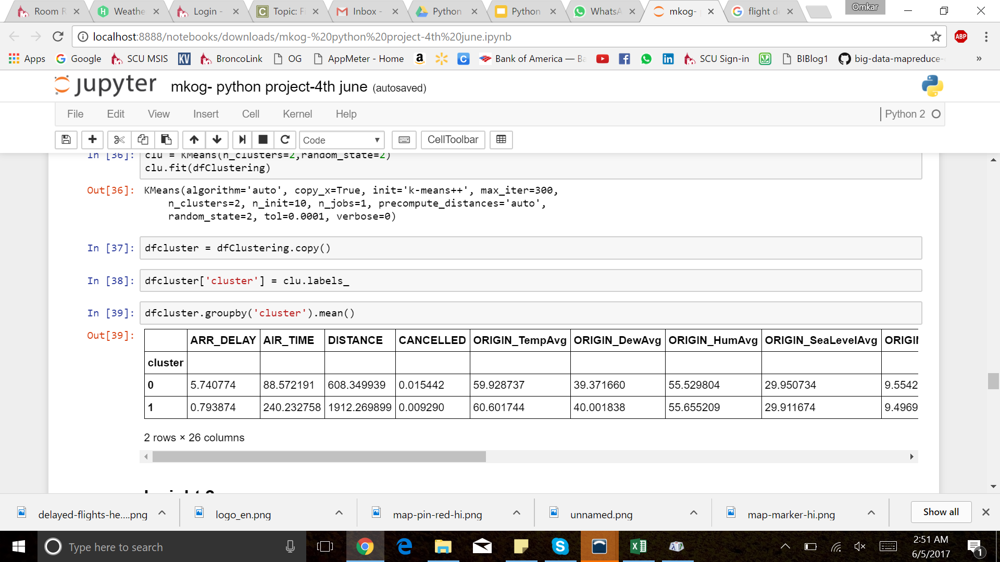 Room R
Weathe
Login -
Topic: F
Inbox -
Python
Python
WhatsA
mkog-
flight d
Omkar
localhost:8888/notebooks/downloads/mkog-%20python%20project-4th%20june.ipynb
ABP
Apps
Google
SCU MSIS
KV
BroncoLink
OG
AppMeter - Home
Bank of America — Ba
SCU Sign-in
BIBlog1
big-data-mapreduce-
»
jupyter
mkog- python project-4th june (autosaved)
File Edit View Insert Cell Kernel Help
Python 2
Code
CellToolbar
In [36]: clu = KMeans(n_clusters=2,random_state=2)
clu.fit(dfClustering)
Out[36]: KMeans(algorithm='auto', copy_x=True, init='k-means++', max_iter=300,
n_clusters=2, n_init=10, n_jobs=1, precompute_distances='auto',
random_state=2, tol=0.0001, verbose=0)
In [37]: dfcluster = dfClustering.copy()
In [38]: dfcluster['cluster'] = clu.labels_
In [39]: dfcluster.groupby('cluster').mean()
Out[39]:
ARR_DELAY AIR_TIME DISTANCE CANCELLED ORIGIN_TempAvg ORIGIN_DewAvg ORIGIN_HumAvg ORIGIN_SeaLevelAvg ORIGIN
cluster
0 5.740774 88.572191 608.349939 0.015442 59.928737 39.371660 55.529804 29.950734 9.5542
1 0.793874 240.232758 1912.269899 0.009290 60.601744 40.001838 55.655209 29.911674 9.4969
2 rows × 26 columns
delayed-flights-he....png
logo_en.png
map-pin-red-hi.png
unnamed.png
map-marker-hi.png
Show all
Type here to search
2:51 AM
6/5/2017
1